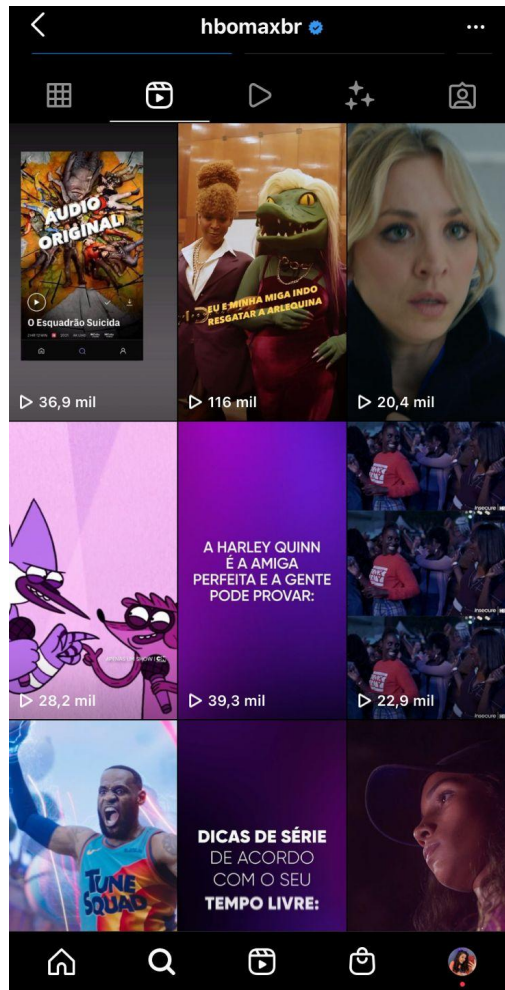 hbomaxbr
ÁUDIO
ORIGINAL
O Esquadrão Suicida
36,9 mil
EU E MINHA MIGA INDO
RESGATAR A ARLEQUINA
116 mil
20,4 mil
28,2 mil
A HARLEY QUINN
É A AMIGA
PERFEITA E A GENTE
PODE PROVAR:
39,3 mil
insecure
insecure
insecure
22,9 mil
TUNE
SQUAD
DICAS DE SÉRIE
DE ACORDO
COM O SEU
TEMPO LIVRE: